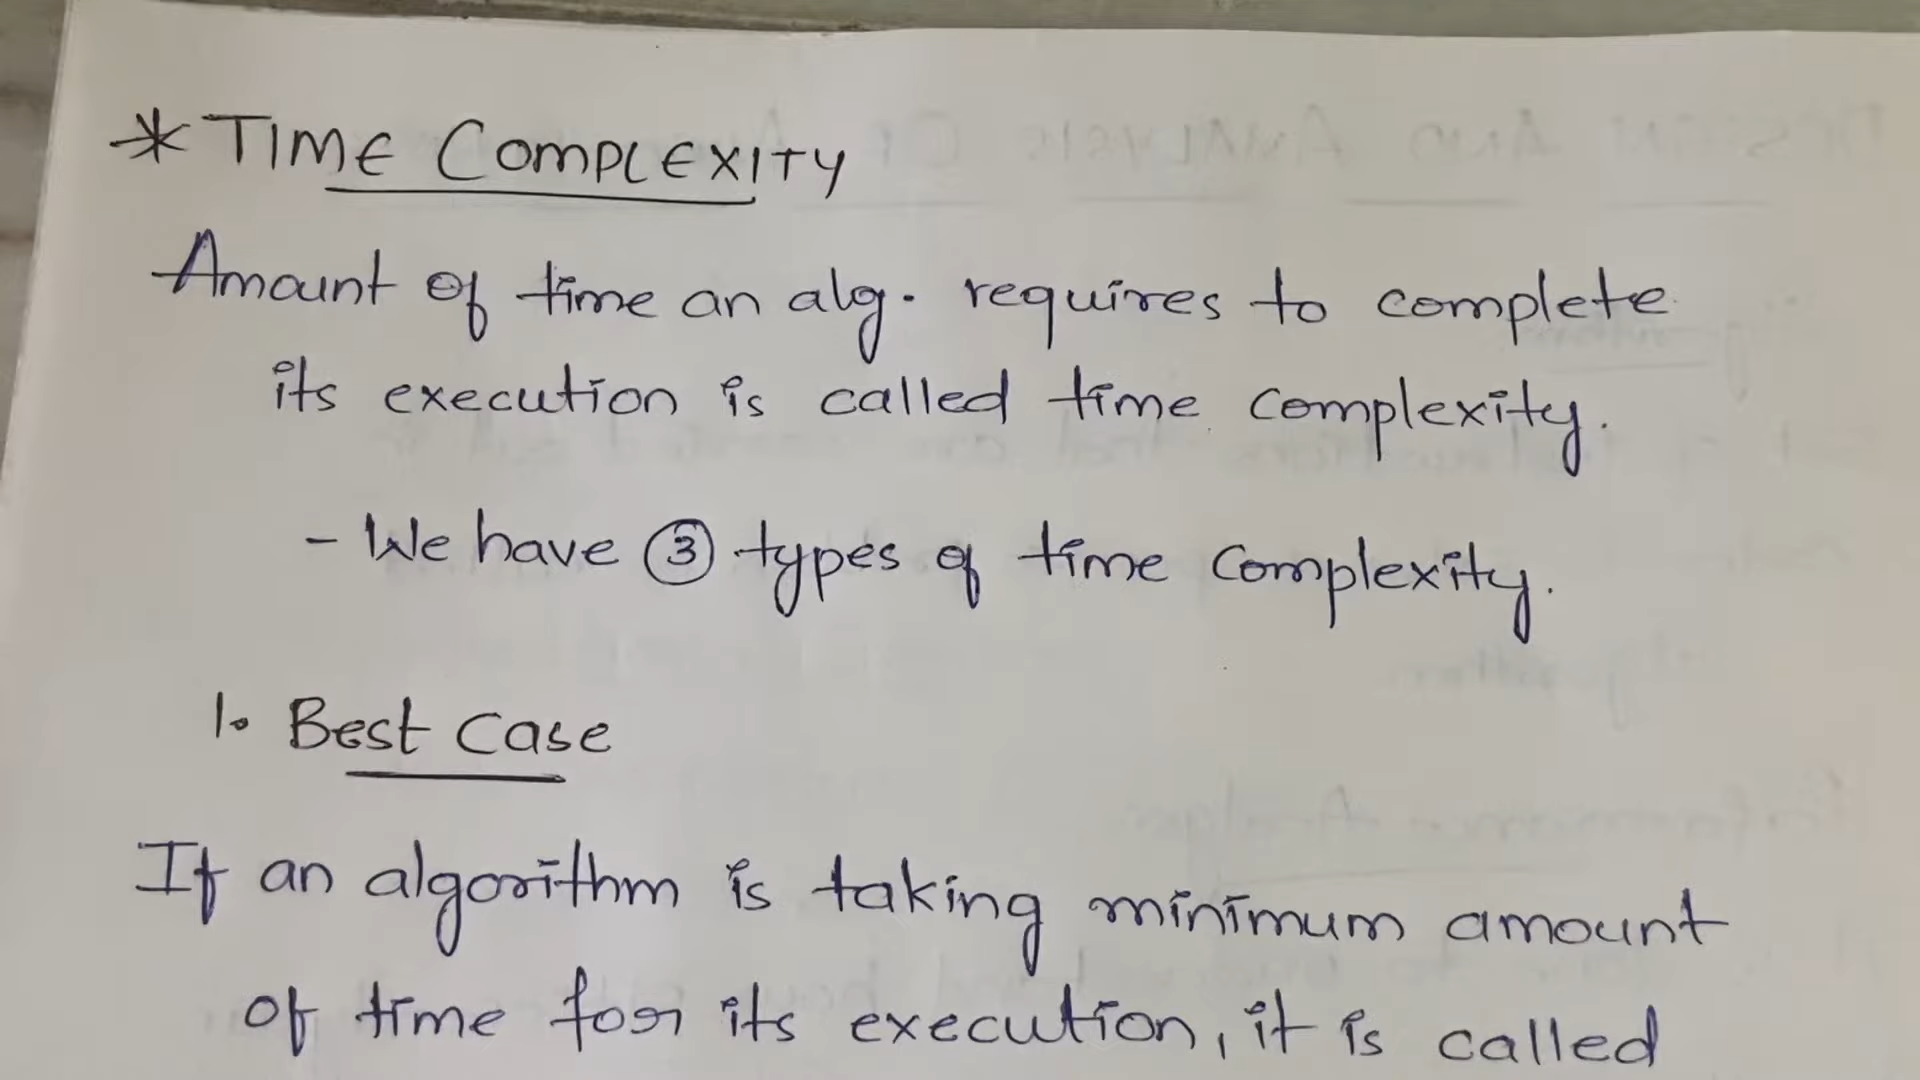 * TIME COMPLEXITY
Amount of time an alg. requires to complete
its execution is called time complexity.
- We have ③ types of time complexity.
1. Best Case
If an algorithm is taking minimum amount
of time for its execution, it is called